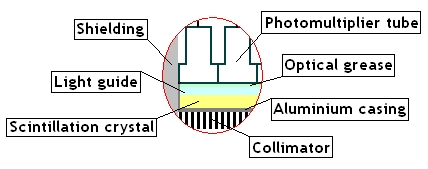 Photomultiplier tube
Shielding
Optical grease
Light guide
Aluminium casing
Scintillation crystal
Collimator